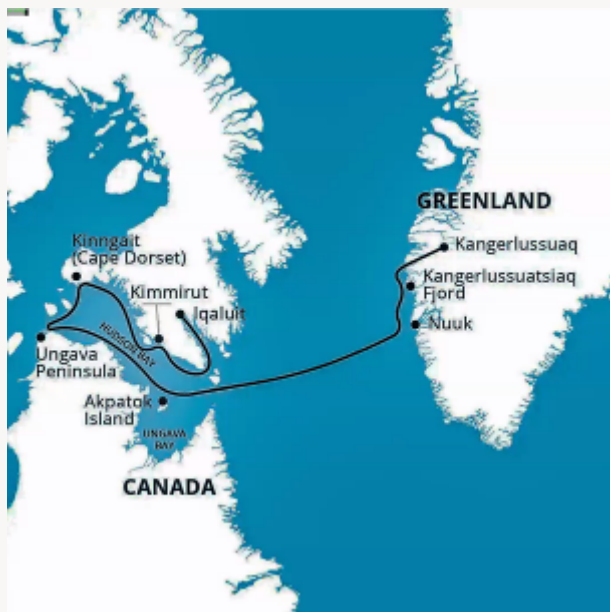 GREENLAND
Kangerlussuaq
Kangerlussuatsiaq
Fjord
Nuuk
Kinngait
(Cape Dorset)
Kimmirut
Iqaluit
HUDSON BAY
Ungava
Peninsula
Akpatok
Island
UNGAVA
BAY
CANADA